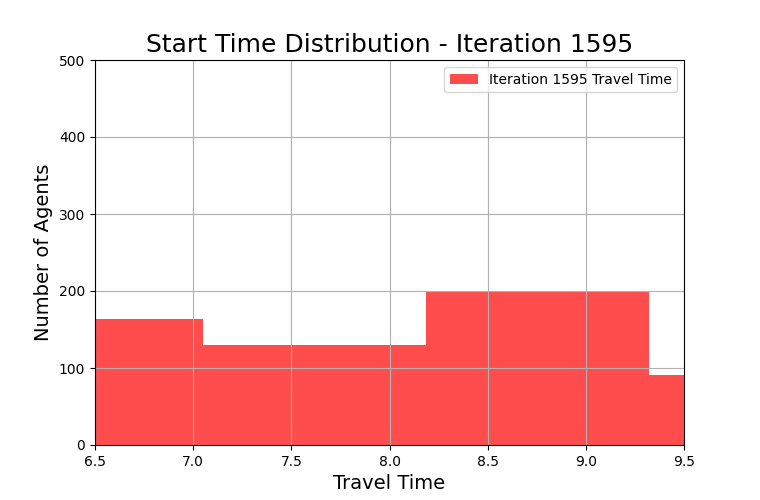 Start Time Distribution - Iteration 1595
Iteration 1595 Travel Time
Number of Agents
500
400
300
200
100
0
6.5 7.0 7.5 8.0 8.5 9.0 9.5
Travel Time